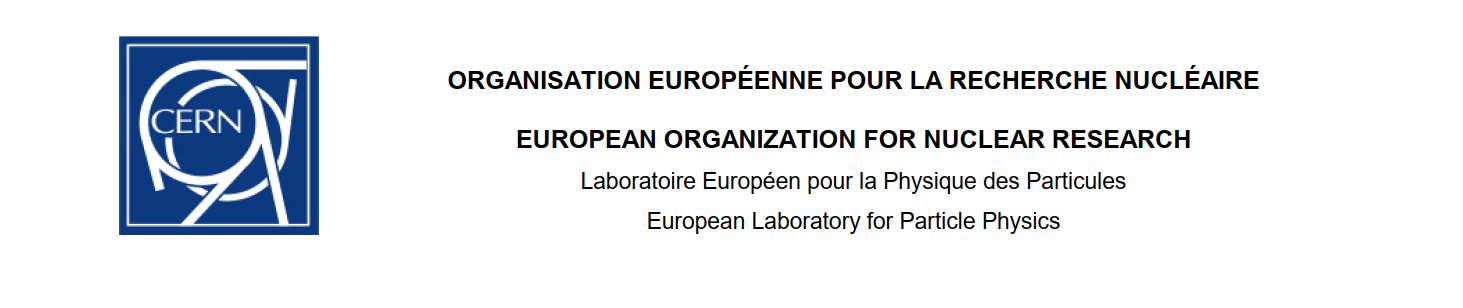 CERN
ORGANISATION EUROPÉENNE POUR LA RECHERCHE NUCLÉAIRE
EUROPEAN ORGANIZATION FOR NUCLEAR RESEARCH
Laboratoire Européen pour la Physique des Particules
European Laboratory for Particle Physics